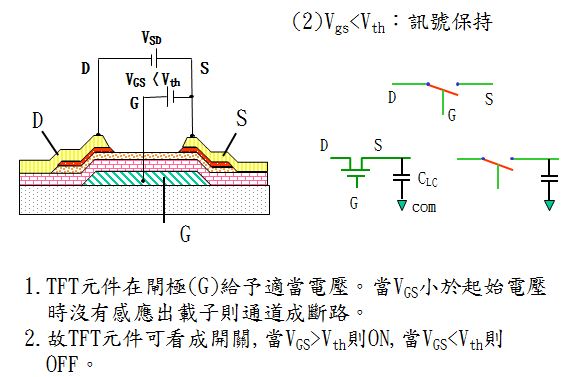 (2)Vgs<Vth：訊號保持
VSD
D S
VGS＜Vth
G
D S
G
D S
G
D S
CLC
G com
1.TFT元件在閘極(G)給予適當電壓。當VGS小於起始電壓
時沒有感應出載子則通道成斷路。
2.故TFT元件可看成開關,當VGS>Vth則ON,當VGS<Vth則
OFF。